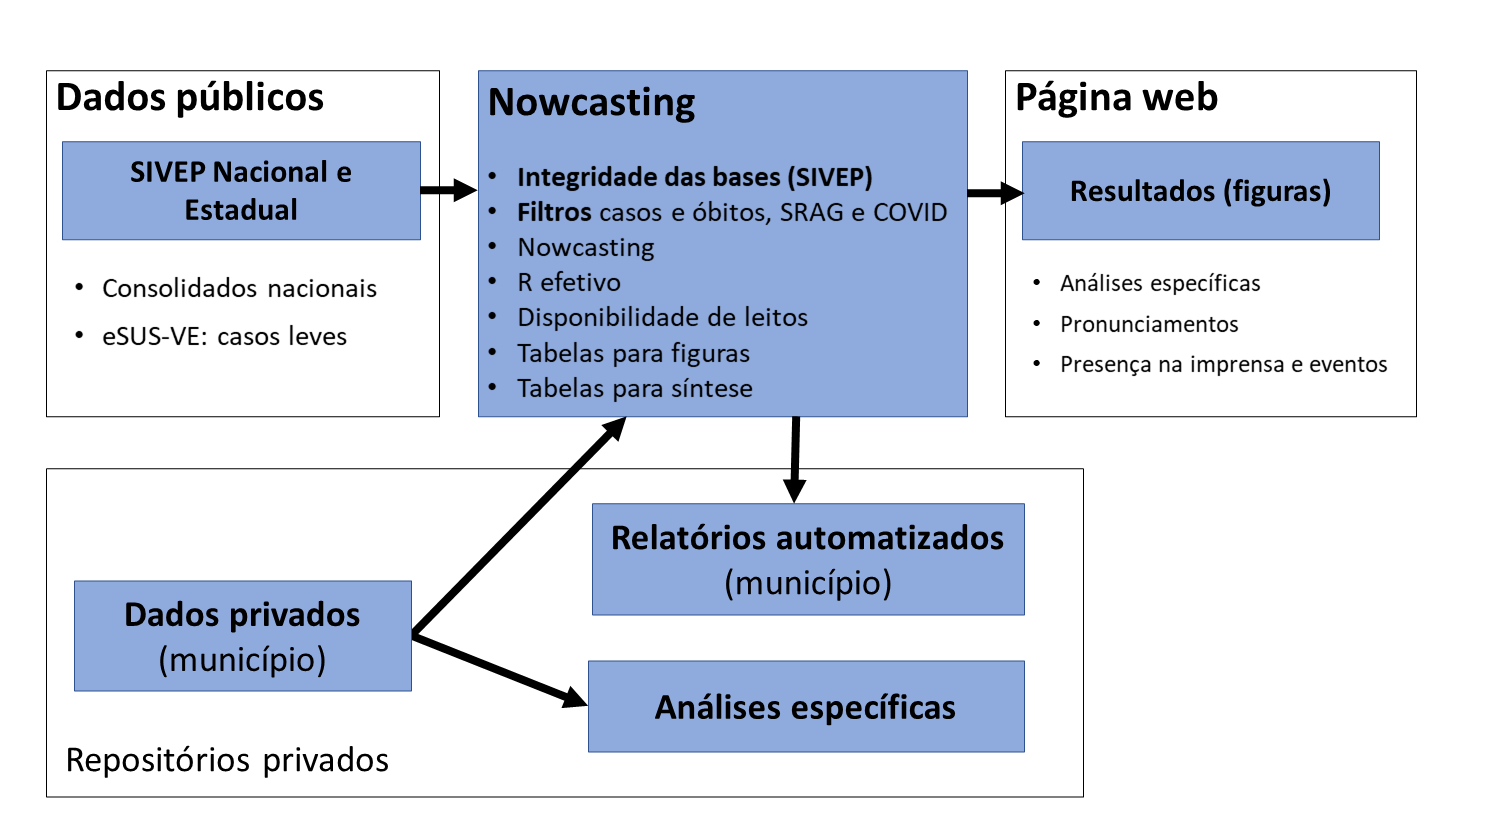 Dados públicos
SIVEP Nacional e
Estadual
• Consolidados nacionais
• eSUS-VE: casos leves
Nowcasting
• Integridade das bases (SIVEP)
• Filtros casos e óbitos, SRAG e COVID
• Nowcasting
• R efetivo
• Disponibilidade de leitos
• Tabelas para figuras
• Tabelas para síntese
Página web
Resultados (figuras)
• Análises específicas
• Pronunciamentos
• Presença na imprensa e eventos
Relatórios automatizados
(município)
Dados privados
(município)
Análises específicas
Repositórios privados